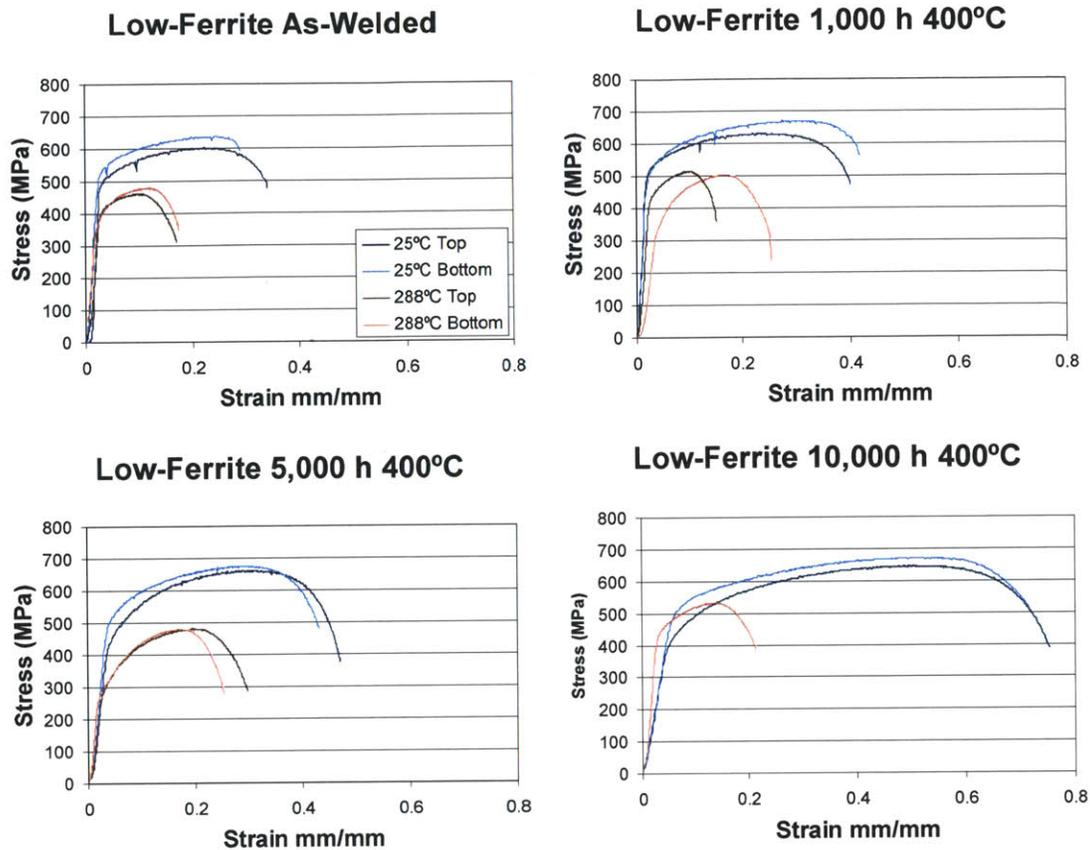 Low-Ferrite As-Welded
800
700
600
500
400
300
200
100
0
Stress (MPa)
0 0.2 0.4 0.6 0.8
Strain mm/mm
25ºC Top
25ºC Bottom
288ºC Top
288ºC Bottom
Low-Ferrite 1,000 h 400ºC
800
700
600
500
400
300
200
100
0
Stress (MPa)
0 0.2 0.4 0.6 0.8
Strain mm/mm
Low-Ferrite 5,000 h 400ºC
800
700
600
500
400
300
200
100
0
Stress (MPa)
0 0.2 0.4 0.6 0.8
Strain mm/mm
Low-Ferrite 10,000 h 400ºC
800
700
600
500
400
300
200
100
0
Stress (MPa)
0 0.2 0.4 0.6 0.8
Strain mm/mm